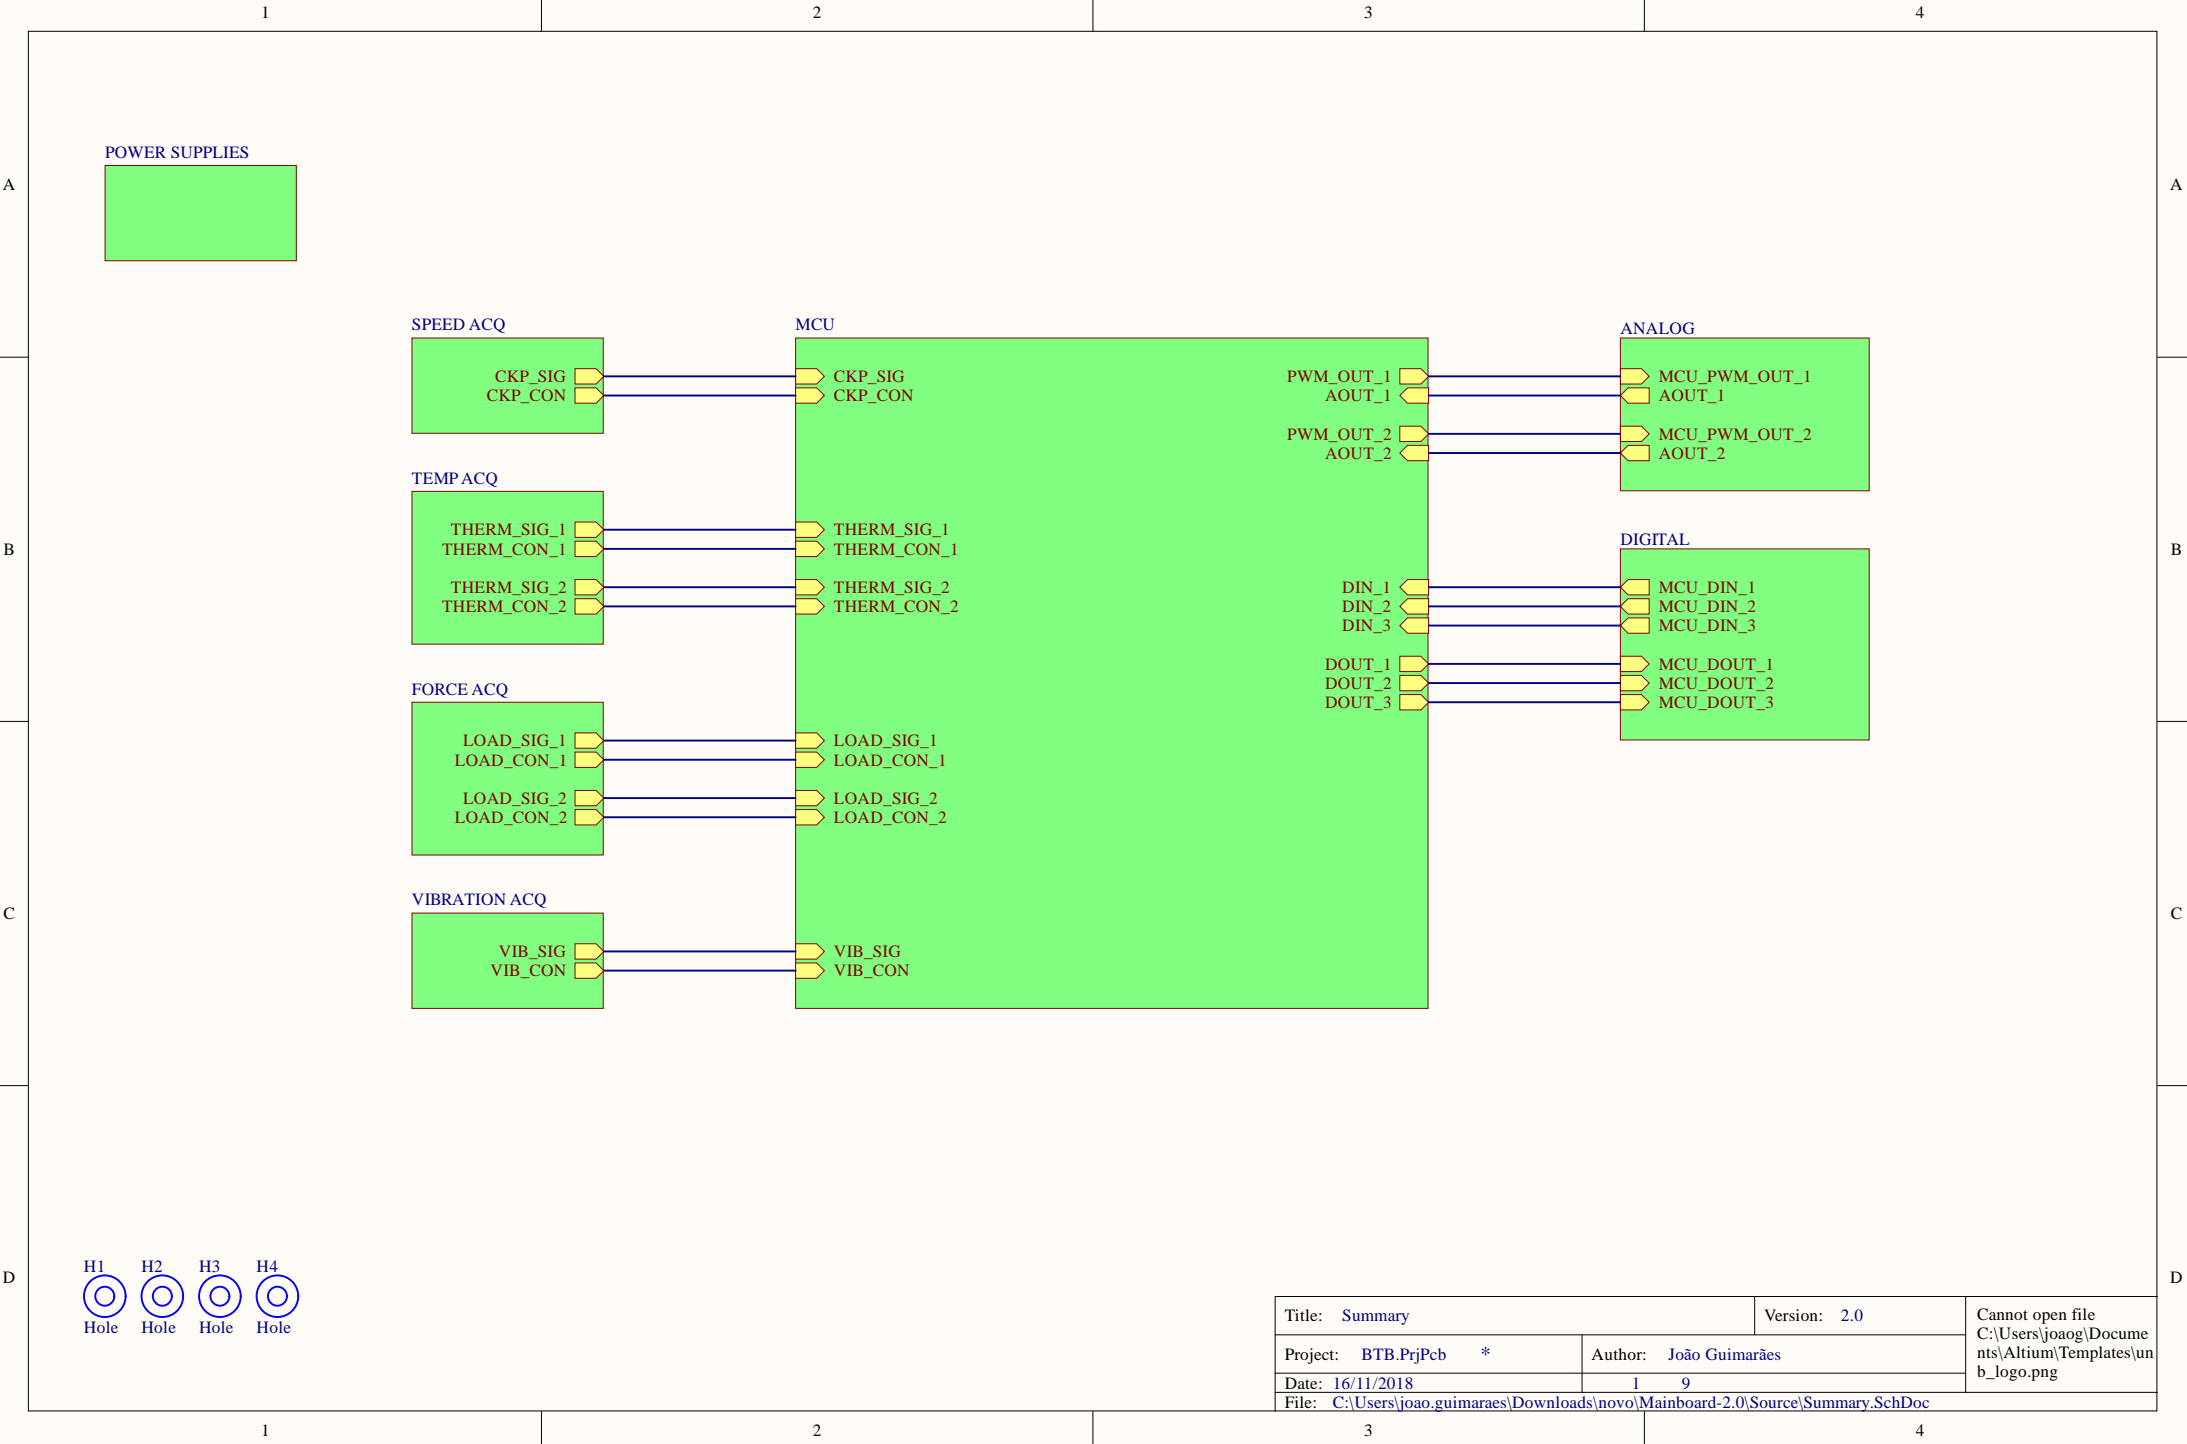 1 2 3 4
A A
POWER SUPPLIES
SPEED ACQ
CKP_SIG
CKP_CON
MCU
CKP_SIG
CKP_CON
PWM_OUT_1
AOUT_1
PWM_OUT_2
AOUT_2
ANALOG
MCU_PWM_OUT_1
AOUT_1
MCU_PWM_OUT_2
AOUT_2
B B
TEMP ACQ
THERM_SIG_1
THERM_CON_1
THERM_SIG_2
THERM_CON_2
THERM_SIG_1
THERM_CON_1
THERM_SIG_2
THERM_CON_2
DIN_1
DIN_2
DIN_3
DOUT_1
DOUT_2
DOUT_3
DIGITAL
MCU_DIN_1
MCU_DIN_2
MCU_DIN_3
MCU_DOUT_1
MCU_DOUT_2
MCU_DOUT_3
FORCE ACQ
LOAD_SIG_1
LOAD_CON_1
LOAD_SIG_2
LOAD_CON_2
LOAD_SIG_1
LOAD_CON_1
LOAD_SIG_2
LOAD_CON_2
C C
VIBRATION ACQ
VIB_SIG
VIB_CON
VIB_SIG
VIB_CON
D D
H1 H2 H3 H4
Hole Hole Hole Hole
Title: Summary Version: 2.0
Project: BTB.PrjPcb * Author: João Guimarães
Date: 16/11/2018 1 9
File: C:\Users\joao.guimaraes\Downloads\novo\Mainboard-2.0\Source\Summary.SchDoc
Cannot open file
C:\Users\joaog\Docume
nts\Altium\Templates\un
b_logo.png
1 2 3 4